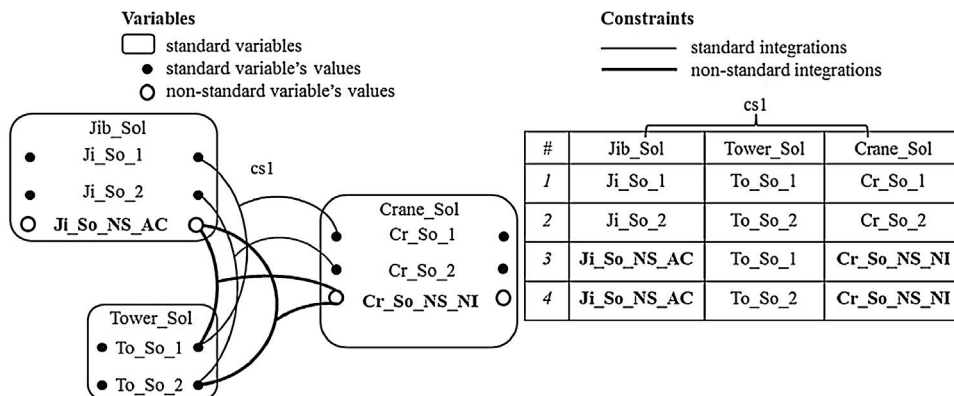 Variables
standard variables
standard variable's values
non-standard variable's values
Constraints
standard integrations
non-standard integrations
Jib_Sol
Ji_So_1
Ji_So_2
Ji_So_NS_AC
cs1
Crane_Sol
Cr_So_1
Cr_So_2
Cr_So_NS_NI
Tower_Sol
To_So_1
To_So_2
cs1
# Jib_Sol Tower_Sol Crane_Sol
1 Ji_So_1 To_So_1 Cr_So_1
2 Ji_So_2 To_So_2 Cr_So_2
3 Ji_So_NS_AC To_So_1 Cr_So_NS_NI
4 Ji_So_NS_AC To_So_2 Cr_So_NS_NI